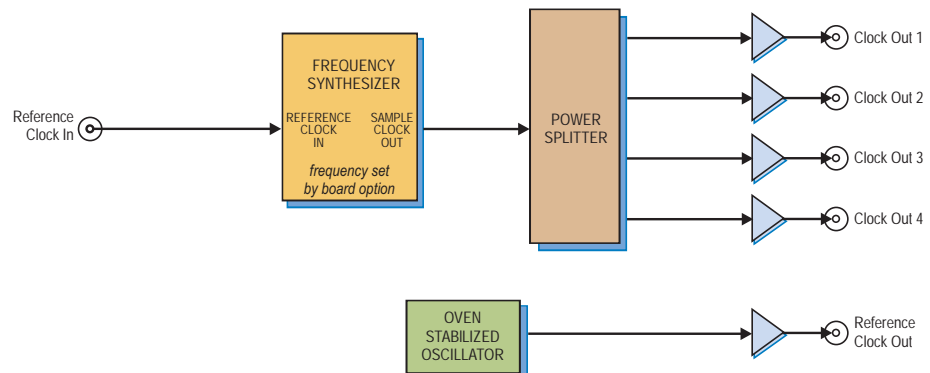 Reference
Clock In
FREQUENCY
SYNTHESIZER
REFERENCE
CLOCK
IN
SAMPLE
CLOCK
OUT
frequency set
by board option
POWER
SPLITTER
Clock Out 1
Clock Out 2
Clock Out 3
Clock Out 4
OVEN
STABILIZED
OSCILLATOR
Reference
Clock Out